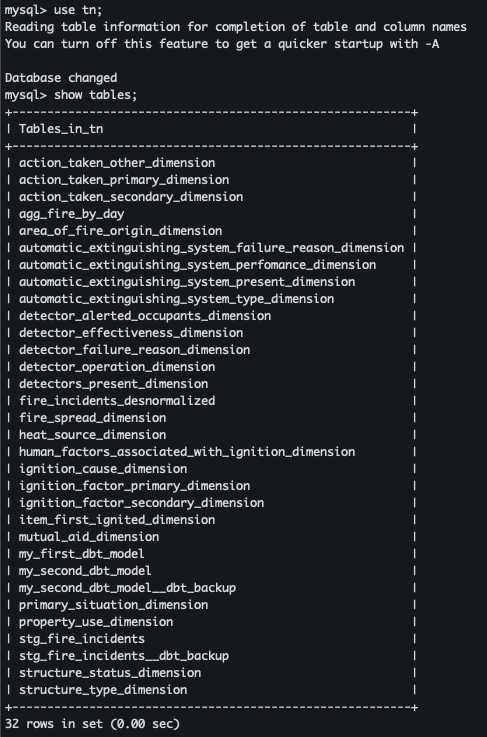 mysql> use tn;
Reading table information for completion of table and column names
You can turn off this feature to get a quicker startup with -A

Database changed
mysql> show tables;
+---------------------------------------------------------+
| Tables_in_tn                                            |
+---------------------------------------------------------+
| action_taken_other_dimension                            |
| action_taken_primary_dimension                          |
| action_taken_secondary_dimension                        |
| agg_fire_by_day                                         |
| area_of_fire_origin_dimension                           |
| automatic_extinguishing_system_failure_reason_dimension |
| automatic_extinguishing_system_perfomance_dimension     |
| automatic_extinguishing_system_present_dimension        |
| automatic_extinguishing_system_type_dimension           |
| detector_alerted_occupants_dimension                    |
| detector_effectiveness_dimension                        |
| detector_failure_reason_dimension                       |
| detector_operation_dimension                            |
| detectors_present_dimension                             |
| fire_incidents_desnormalized                            |
| fire_spread_dimension                                   |
| heat_source_dimension                                   |
| human_factors_associated_with_ignition_dimension        |
| ignition_cause_dimension                                |
| ignition_factor_primary_dimension                       |
| ignition_factor_secondary_dimension                     |
| item_first_ignited_dimension                            |
| mutual_aid_dimension                                    |
| my_first_dbt_model                                      |
| my_second_dbt_model                                     |
| my_second_dbt_model__dbt_backup                         |
| primary_situation_dimension                             |
| property_use_dimension                                  |
| stg_fire_incidents                                      |
| stg_fire_incidents__dbt_backup                          |
| structure_status_dimension                              |
| structure_type_dimension                                |
+---------------------------------------------------------+
32 rows in set (0.00 sec)